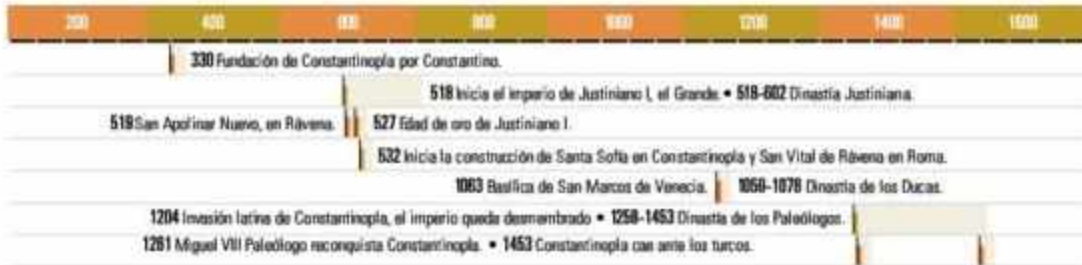 200 400 600 800 1000 1200 1400 1600
330 Fundación de Constantinopla por Constantino.
518 Inicia el imperio de Justiniano I, el Grande • 518-602 Dinastía Justiniana.
519 San Apolinar Nuevo, en Rávena. 527 Edad de oro de Justiniano I.
532 Inicia la construcción de Santa Sofía en Constantinopla y San Vital de Rávena en Roma.
1063 Basílica de San Marcos de Venecia. 1059-1078 Dinastía de los Ducas.
1204 Invasión latina de Constantinopla, el imperio queda desmembrado • 1258-1453 Dinastía de los Paleólogos.
1261 Miguel VIII Paleólogo reconquista Constantinopla. • 1453 Constantinopla cae ante los turcos.